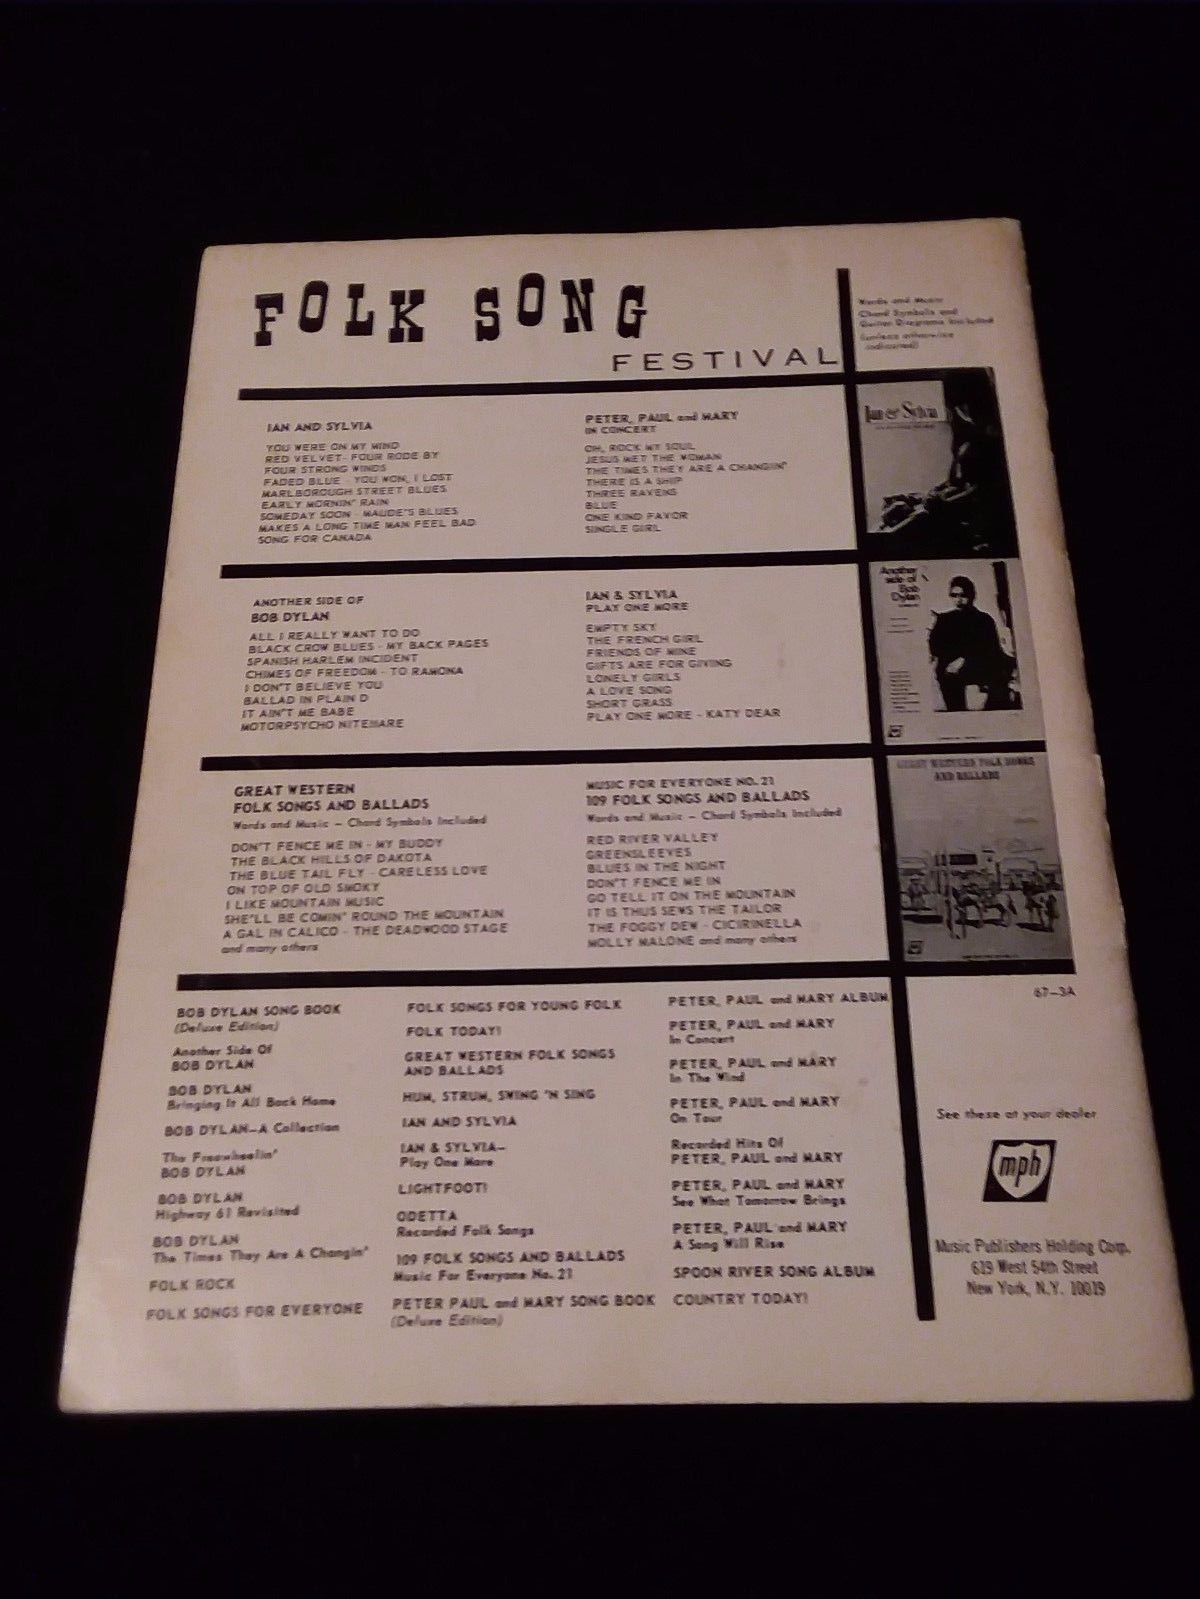 FOLK SONG
FESTIVAL
Words and Music
Chord Symbols and
Guitar Diagrams Included
(unless otherwise
indicated)
IAN AND SYLVIA
YOU WERE ON MY MIND
RED VELVET - FOUR RODE BY
FOUR STRONG WINDS
FADED BLUE - YOU WON, I LOST
MARLBOROUGH STREET BLUES
EARLY MORNIN' RAIN
SOMEDAY SOON - MAUDE'S BLUES
MAKES A LONG TIME MAN FEEL BAD
SONG FOR CANADA
PETER, PAUL and MARY
IN CONCERT
OH, ROCK MY SOUL
JESUS MET THE WOMAN
THE TIMES THEY ARE A CHANGIN'
THERE IS A SHIP
THREE RAVENS
BLUE
ONE KIND FAVOR
SINGLE GIRL
Ian & Sylvia
ANOTHER SIDE OF
BOB DYLAN
ALL I REALLY WANT TO DO
BLACK CROW BLUES - MY BACK PAGES
SPANISH HARLEM INCIDENT
CHIMES OF FREEDOM - TO RAMONA
I DON'T BELIEVE YOU
BALLAD IN PLAIN D
IT AIN'T ME BABE
MOTORPSYCHO NITEMARE
IAN & SYLVIA
PLAY ONE MORE
EMPTY SKY
THE FRENCH GIRL
FRIENDS OF MINE
GIFTS ARE FOR GIVING
LONELY GIRLS
A LOVE SONG
SHORT GRASS
PLAY ONE MORE - KATY DEAR
Another
side of
Bob
Dylan
GREAT WESTERN
FOLK SONGS AND BALLADS
Words and Music – Chord Symbols Included
DON'T FENCE ME IN - MY BUDDY
THE BLACK HILLS OF DAKOTA
THE BLUE TAIL FLY - CARELESS LOVE
ON TOP OF OLD SMOKY
I LIKE MOUNTAIN MUSIC
SHE'LL BE COMIN' ROUND THE MOUNTAIN
A GAL IN CALICO - THE DEADWOOD STAGE
and many others
MUSIC FOR EVERYONE NO. 21
109 FOLK SONGS AND BALLADS
Words and Music – Chord Symbols Included
RED RIVER VALLEY
GREENSLEEVES
BLUES IN THE NIGHT
DON'T FENCE ME IN
GO TELL IT ON THE MOUNTAIN
IT IS THUS SEWS THE TAILOR
THE FOGGY DEW - CICIRINELLA
MOLLY MALONE and many others
GREAT WESTERN FOLK SONGS
AND BALLADS
67-3A
BOB DYLAN SONG BOOK
(Deluxe Edition)
Another Side Of
BOB DYLAN
BOB DYLAN
Bringing It All Back Home
BOB DYLAN—A Collection
The Freewheelin'
BOB DYLAN
BOB DYLAN
Highway 61 Revisited
BOB DYLAN
The Times They Are A Changin'
FOLK ROCK
FOLK SONGS FOR EVERYONE
FOLK SONGS FOR YOUNG FOLK
FOLK TODAY!
GREAT WESTERN FOLK SONGS
AND BALLADS
HUM, STRUM, SWING 'N SING
IAN AND SYLVIA
IAN & SYLVIA—
Play One More
LIGHTFOOT!
ODETTA
Recorded Folk Songs
109 FOLK SONGS AND BALLADS
Music For Everyone No. 21
PETER PAUL and MARY SONG BOOK
(Deluxe Edition)
PETER, PAUL and MARY ALBUM
PETER, PAUL and MARY
In Concert
PETER, PAUL and MARY
In The Wind
PETER, PAUL and MARY
On Tour
Recorded Hits Of
PETER, PAUL and MARY
PETER, PAUL and MARY
See What Tomorrow Brings
PETER, PAUL and MARY
A Song Will Rise
SPOON RIVER SONG ALBUM
COUNTRY TODAY!
See these at your dealer
mph
Music Publishers Holding Corp.
619 West 54th Street
New York, N.Y. 10019